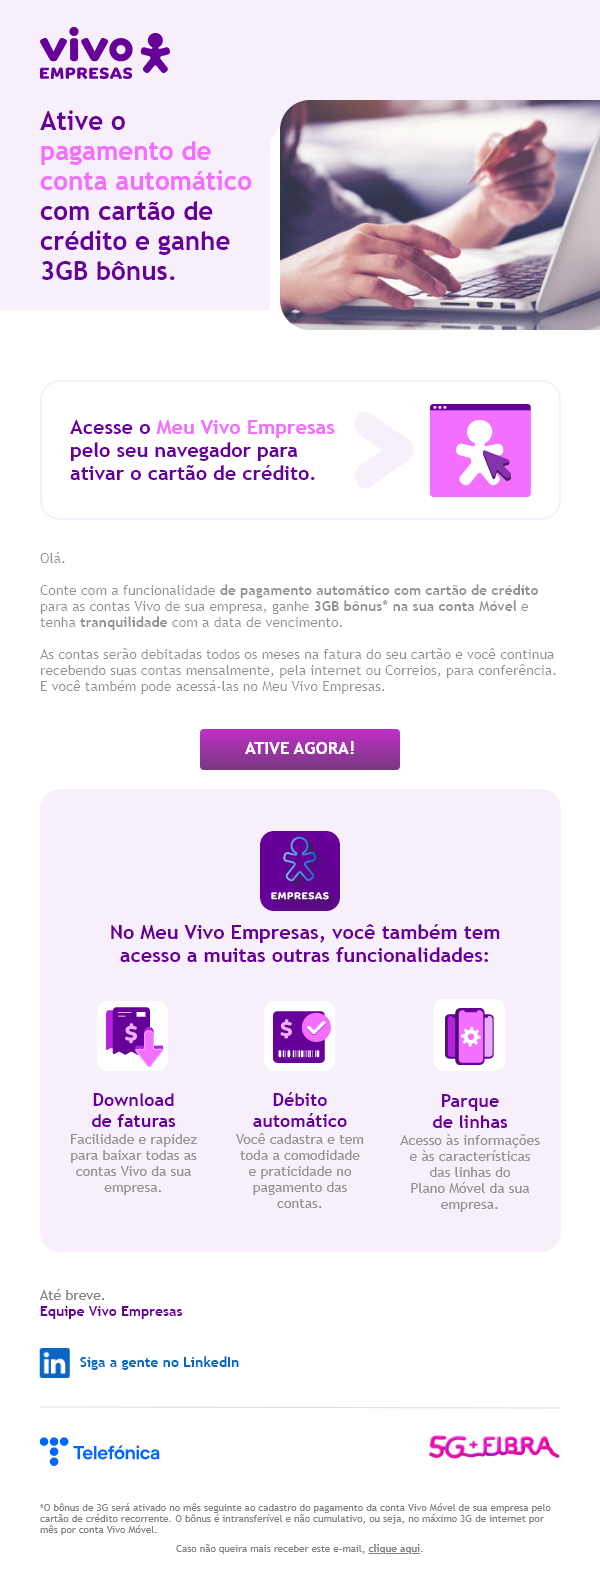 vivo
EMPRESAS
Ative o
pagamento de
conta automático
com cartão de
crédito e ganhe
3GB bônus.
Acesse o Meu Vivo Empresas
pelo seu navegador para
ativar o cartão de crédito.
Olá.
Conte com a funcionalidade de pagamento automático com cartão de crédito
para as contas Vivo de sua empresa, ganhe 3GB bônus* na sua conta Móvel e
tenha tranquilidade com a data de vencimento.
As contas serão debitadas todos os meses na fatura do seu cartão e você continua
recebendo suas contas mensalmente, pela internet ou Correios, para conferência.
E você também pode acessá-las no Meu Vivo Empresas.
ATIVE AGORA!
EMPRESAS
No Meu Vivo Empresas, você também tem
acesso a muitas outras funcionalidades:
$
Download
de faturas
Facilidade e rapidez
para baixar todas as
contas Vivo da sua
empresa.
$
Débito
automático
Você cadastra e tem
toda a comodidade
e praticidade no
pagamento das
contas.
Parque
de linhas
Acesso às informações
e às características
das linhas do
Plano Móvel da sua
empresa.
Até breve.
Equipe Vivo Empresas
in
Siga a gente no LinkedIn
Telefónica
5G+FIBRA
*O bônus de 3G será ativado no mês seguinte ao cadastro do pagamento da conta Vivo Móvel de sua empresa pelo
cartão de crédito recorrente. O bônus é intransferível e não cumulativo, ou seja, no máximo 3G de internet por
mês por conta Vivo Móvel.
Caso não queira mais receber este e-mail, clique aqui.